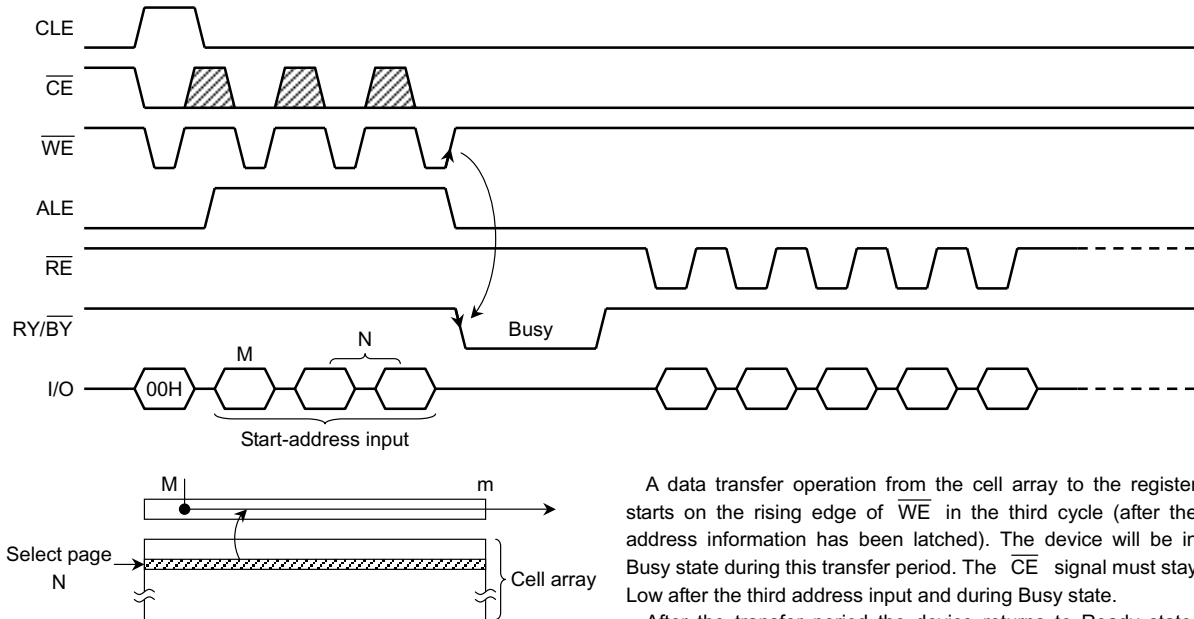 CLE
CE
WE
ALE
RE
RY/BY
Busy
M
N
I/O
00H
Start-address input
M
m
Select page
N
Cell array
A data transfer operation from the cell array to the register
starts on the rising edge of WE in the third cycle (after the
address information has been latched). The device will be in
Busy state during this transfer period. The CE signal must stay
Low after the third address input and during Busy state.
After the transfer period the device returns to Ready state.